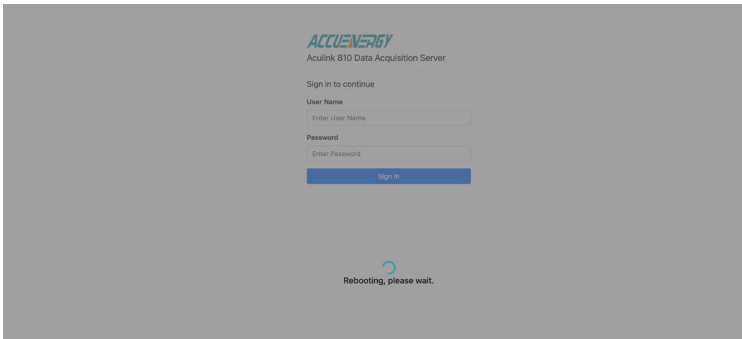 ACCUENERGY
Aculink 810 Data Acquisition Server
Sign in to continue
User Name
Enter User Name
Password
Enter Password
Sign In
Rebooting, please wait.